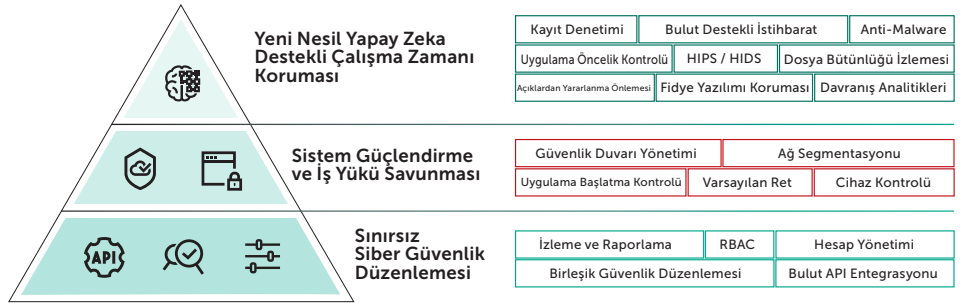 Yeni Nesil Yapay Zeka
Destekli Çalışma Zamanı
Koruması
Kayıt Denetimi
Bulut Destekli İstihbarat
Anti-Malware
Uygulama Öncelik Kontrolü
HIPS / HIDS
Dosya Bütünlüğü İzlemesi
Açıklardan Yararlanma Önlemesi
Fidye Yazılımı Koruması
Davranış Analitikleri
Sistem Güçlendirme
ve İş Yükü Savunması
Güvenlik Duvarı Yönetimi
Ağ Segmentasyonu
Uygulama Başlatma Kontrolü
Varsayılan Ret
Cihaz Kontrolü
API
Sınırsız
Siber Güvenlik
Düzenlemesi
İzleme ve Raporlama
RBAC
Hesap Yönetimi
Birleşik Güvenlik Düzenlemesi
Bulut API Entegrasyonu